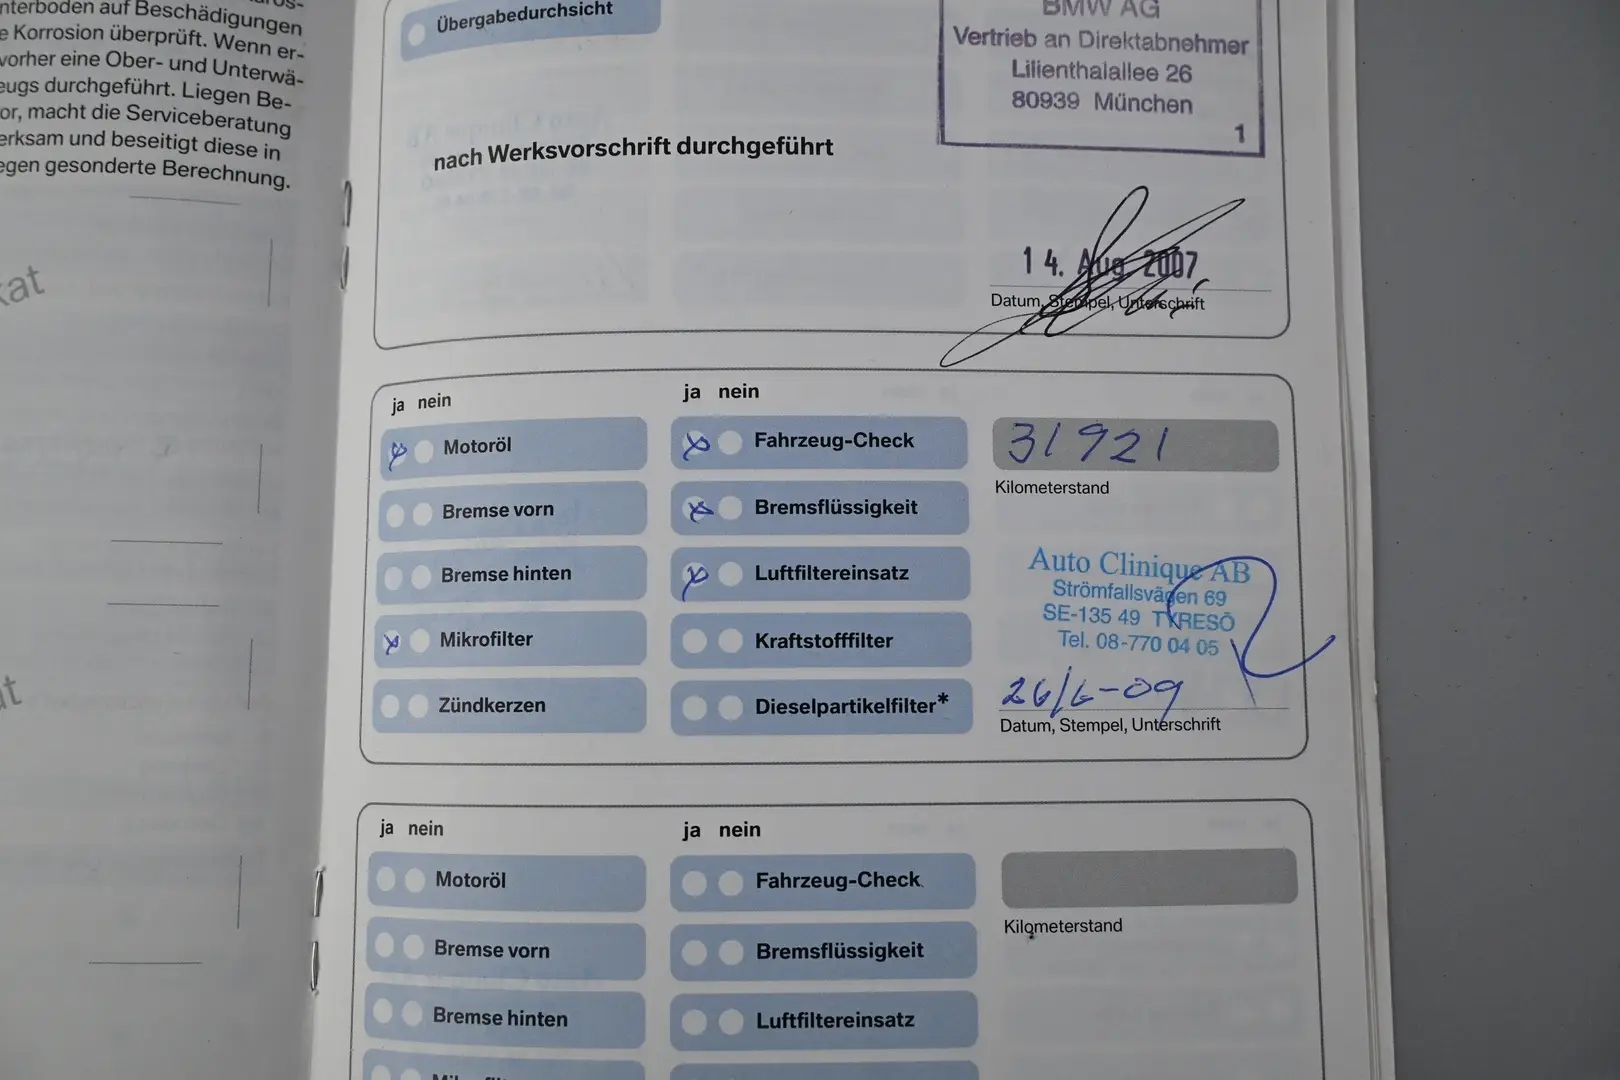 nterboden auf Beschädigungen
e Korrosion überprüft. Wenn er-
vorher eine Ober- und Unterwä-
eugs durchgeführt. Liegen Be-
or, macht die Serviceberatung
erksam und beseitigt diese in
egen gesonderte Berechnung.
kat
at
Übergabedurchsicht
BMW AG
Vertrieb an Direktabnehmer
Lilienthalallee 26
80939 München
1
nach Werksvorschrift durchgeführt
14. Aug 2007
Datum, Stempel, Unterschrift
ja nein
ja nein
Motoröl
Fahrzeug-Check
31921
Kilometerstand
Bremse vorn
Bremsflüssigkeit
Bremse hinten
Luftfiltereinsatz
Auto Clinique AB
Strömfallsvägen 69
SE-135 49 TYRESÖ
Tel. 08-770 04 05
Mikrofilter
Kraftstofffilter
Zündkerzen
Dieselpartikelfilter*
26/6-09
Datum, Stempel, Unterschrift
ja nein
ja nein
Motoröl
Fahrzeug-Check
Kilometerstand
Bremse vorn
Bremsflüssigkeit
Bremse hinten
Luftfiltereinsatz